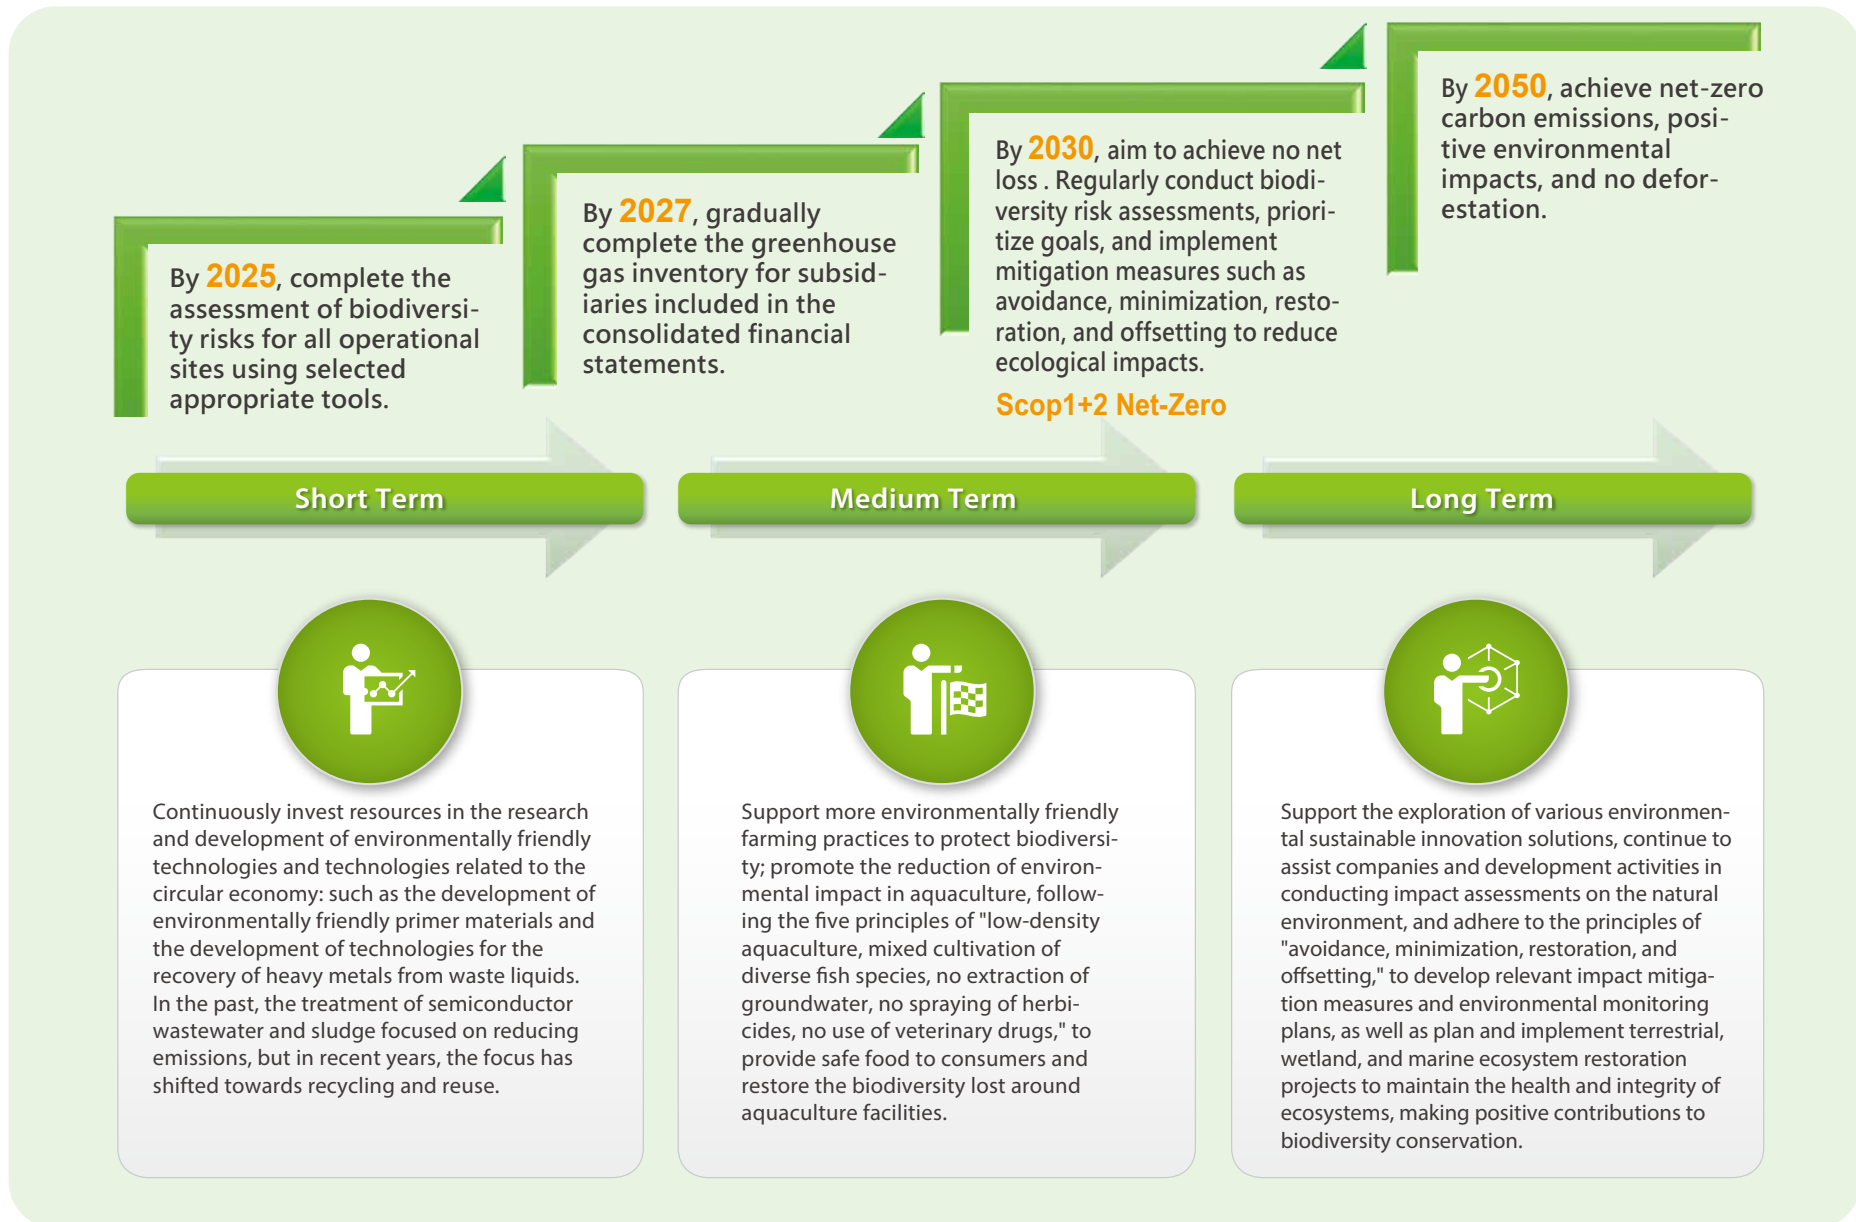 By 2025, complete the
assessment of biodiversi-
ty risks for all operational
sites using selected
appropriate tools.
By 2027, gradually
complete the greenhouse
gas inventory for subsid-
iaries included in the
consolidated financial
statements.
By 2030, aim to achieve no net
loss . Regularly conduct biodi-
versity risk assessments, priori-
tize goals, and implement
mitigation measures such as
avoidance, minimization, resto-
ration, and offsetting to reduce
ecological impacts.
Scop1+2 Net-Zero
By 2050, achieve net-zero
carbon emissions, posi-
tive environmental
impacts, and no defor-
estation.
Short Term
Medium Term
Long Term
Continuously invest resources in the research
and development of environmentally friendly
technologies and technologies related to the
circular economy: such as the development of
environmentally friendly primer materials and
the development of technologies for the
recovery of heavy metals from waste liquids.
In the past, the treatment of semiconductor
wastewater and sludge focused on reducing
emissions, but in recent years, the focus has
shifted towards recycling and reuse.
Support more environmentally friendly
farming practices to protect biodiversi-
ty; promote the reduction of environ-
mental impact in aquaculture, follow-
ing the five principles of "low-density
aquaculture, mixed cultivation of
diverse fish species, no extraction of
groundwater, no spraying of herbi-
cides, no use of veterinary drugs," to
provide safe food to consumers and
restore the biodiversity lost around
aquaculture facilities.
Support the exploration of various environmen-
tal sustainable innovation solutions, continue to
assist companies and development activities in
conducting impact assessments on the natural
environment, and adhere to the principles of
"avoidance, minimization, restoration, and
offsetting," to develop relevant impact mitiga-
tion measures and environmental monitoring
plans, as well as plan and implement terrestrial,
wetland, and marine ecosystem restoration
projects to maintain the health and integrity of
ecosystems, making positive contributions to
biodiversity conservation.